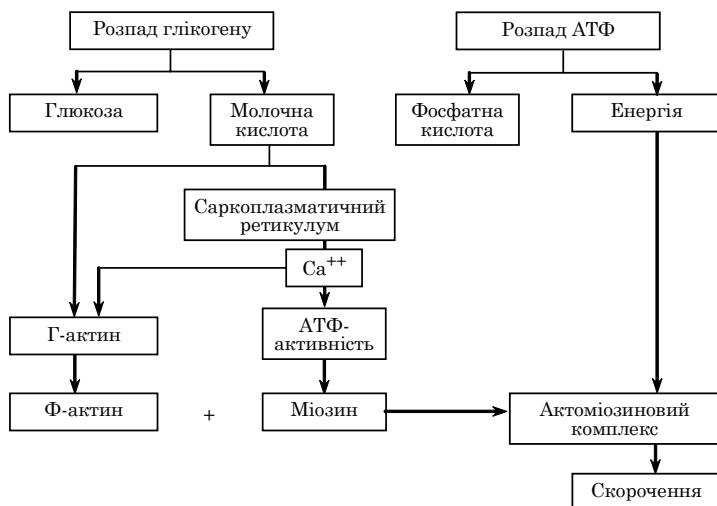 Розпад глікогену
Розпад АТФ
Глюкоза
Молочна
кислота
Фосфатна
кислота
Енергія
Саркоплазматичний
ретикулум
Ca++
Г-актин
АТФ-
активність
Ф-актин
+
Міозин
Актоміозиновий
комплекс
Скорочення